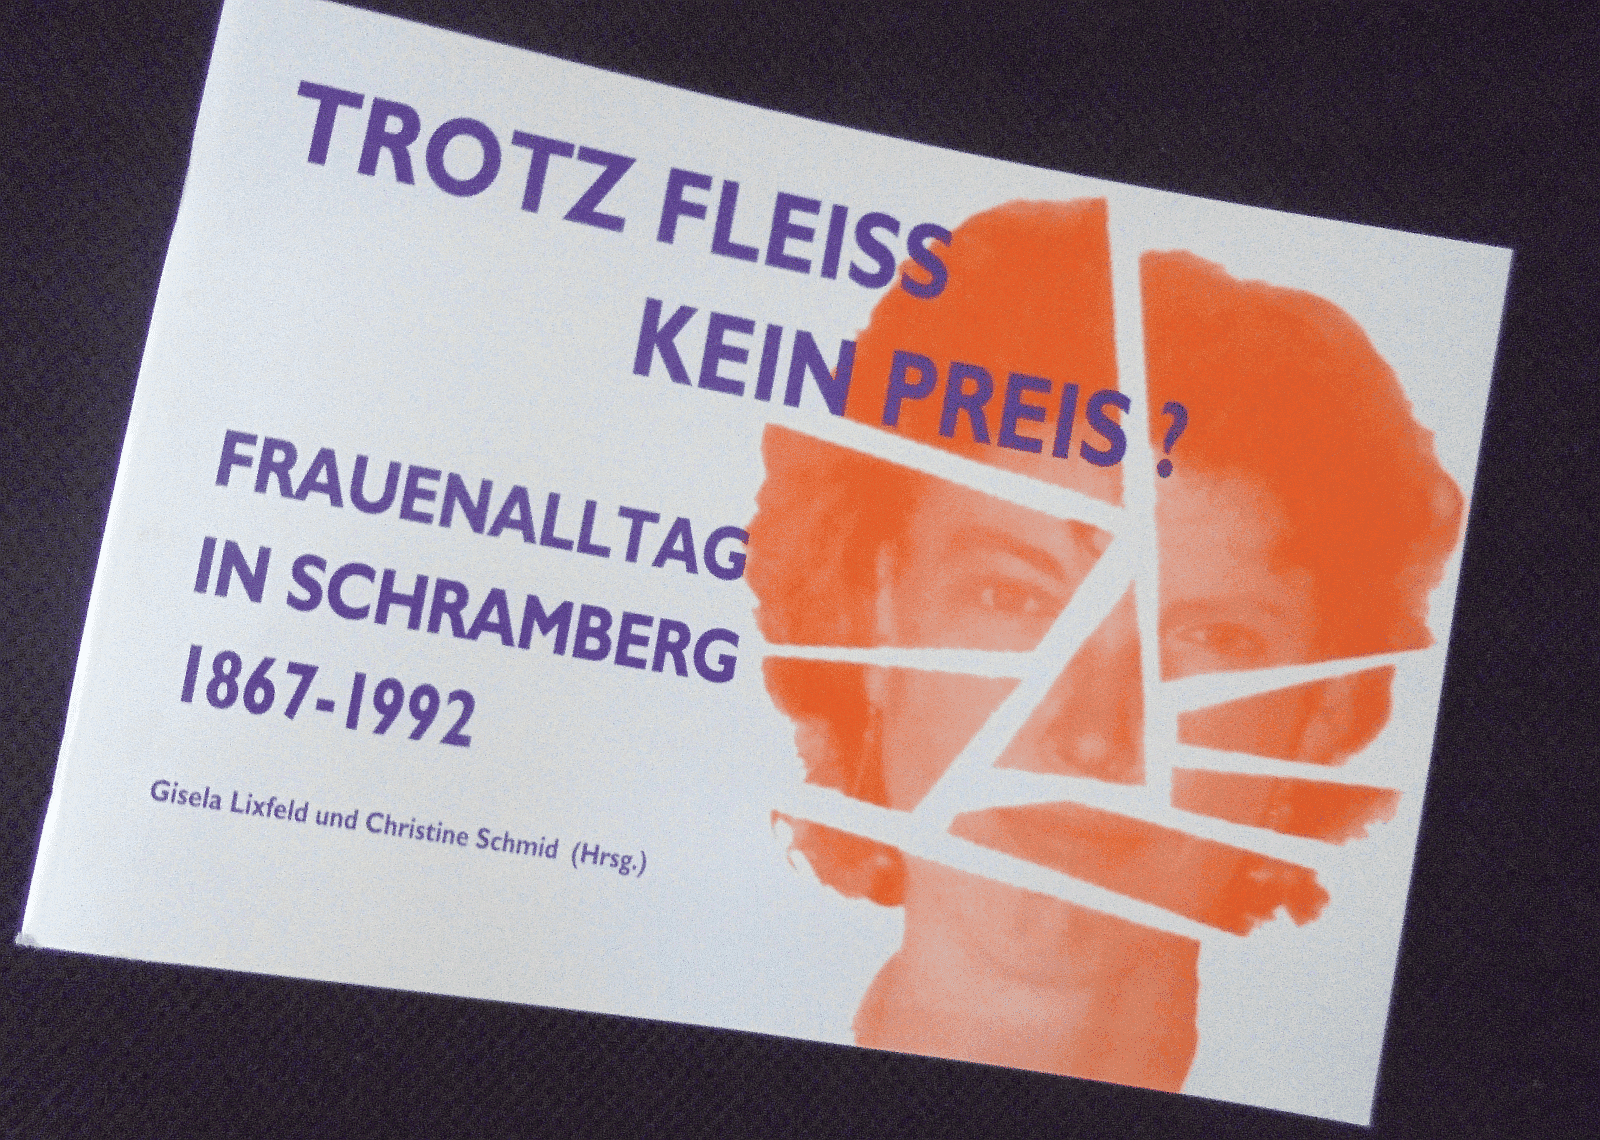 TROTZ FLEISS
KEIN PREIS ?
FRAUENALLTAG
IN SCHRAMBERG
1867-1992
Gisela Lixfeld und Christine Schmid (Hrsg.)